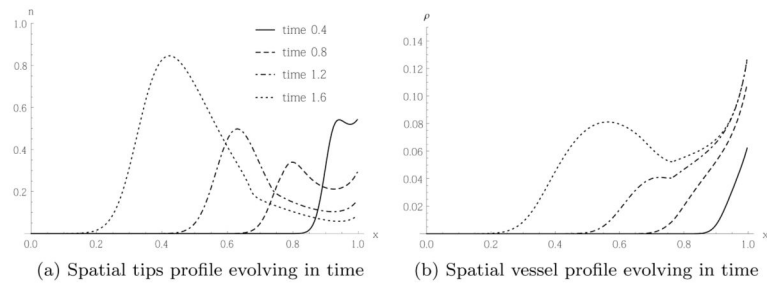 n
1.0
0.8
0.6
0.4
0.2
0.0 0.2 0.4 0.6 0.8 1.0 x
time 0.4
time 0.8
time 1.2
time 1.6
(a) Spatial tips profile evolving in time
ρ
0.14
0.12
0.10
0.08
0.06
0.04
0.02
0.0 0.2 0.4 0.6 0.8 1.0 x
(b) Spatial vessel profile evolving in time